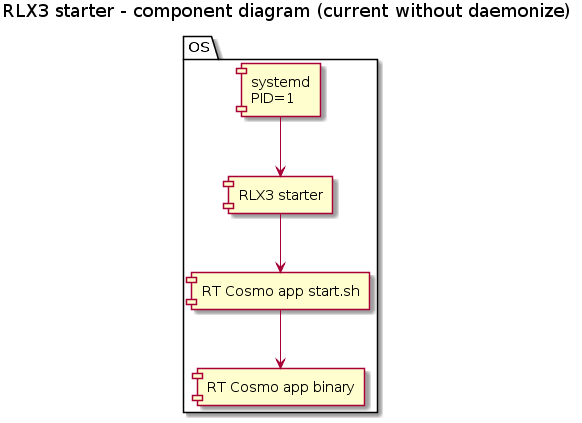 RLX3 starter - component diagram (current without daemonize)
OS
systemd
PID=1
RLX3 starter
RT Cosmo app start.sh
RT Cosmo app binary